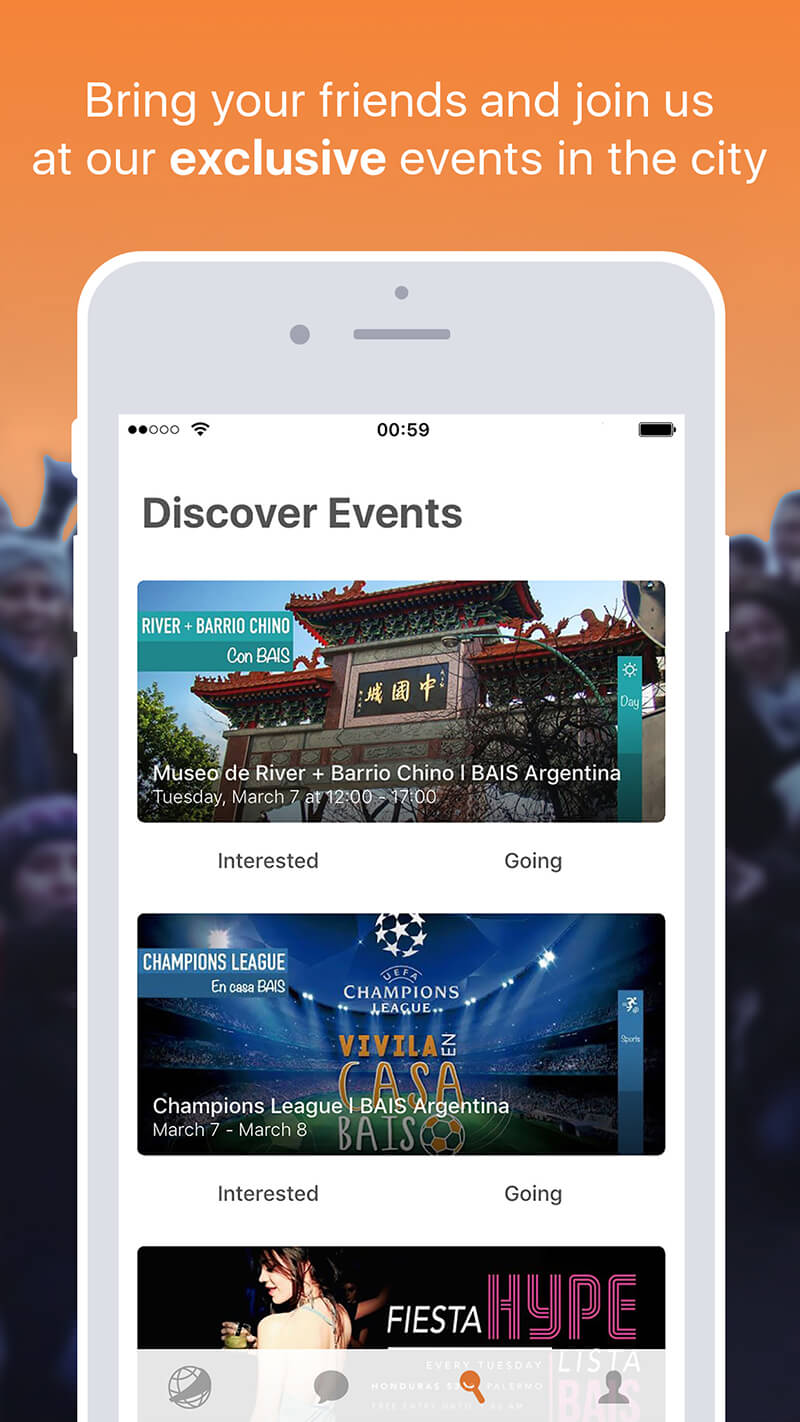 Bring your friends and join us
at our exclusive events in the city
00:59
Discover Events
RIVER + BARRIO CHINO
Con BAIS
城國中
Day
Museo de River + Barrio Chino | BAIS Argentina
Tuesday, March 7 at 12:00 - 17:00
Interested
Going
CHAMPIONS LEAGUE
En casa BAIS
UEFA
CHAMPIONS
LEAGUE
Sports
VIVILA EN
CASA
BAIS
Champions League | BAIS Argentina
March 7 - March 8
Interested
Going
FIESTA HYPE
EVERY TUESDAY
LISTA
HONDURAS
PALERMO
BAIS
FREE ENTRY